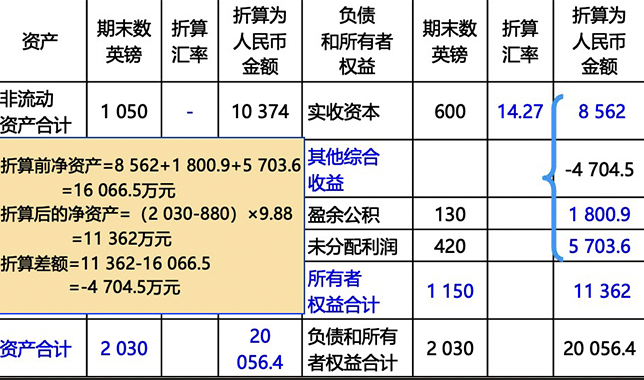 资产 期末数英镑 折算汇率 折算为人民币金额 负债和所有者权益 期末数英镑 折算汇率 折算为人民币金额
非流动资产合计 1 050 - 10 374 实收资本 600 14.27 8 562
折算前净资产=8 562+1 800.9+5 703.6
=16 066.5万元
折算后的净资产=（2 030-880）×9.88
=11 362万元
折算差额=11 362-16 066.5
=-4 704.5万元
其他综合收益 -4 704.5
盈余公积 130 1 800.9
未分配利润 420 5 703.6
所有者权益合计 1 150 11 362
资产合计 2 030 20 056.4 负债和所有者权益合计 2 030 20 056.4